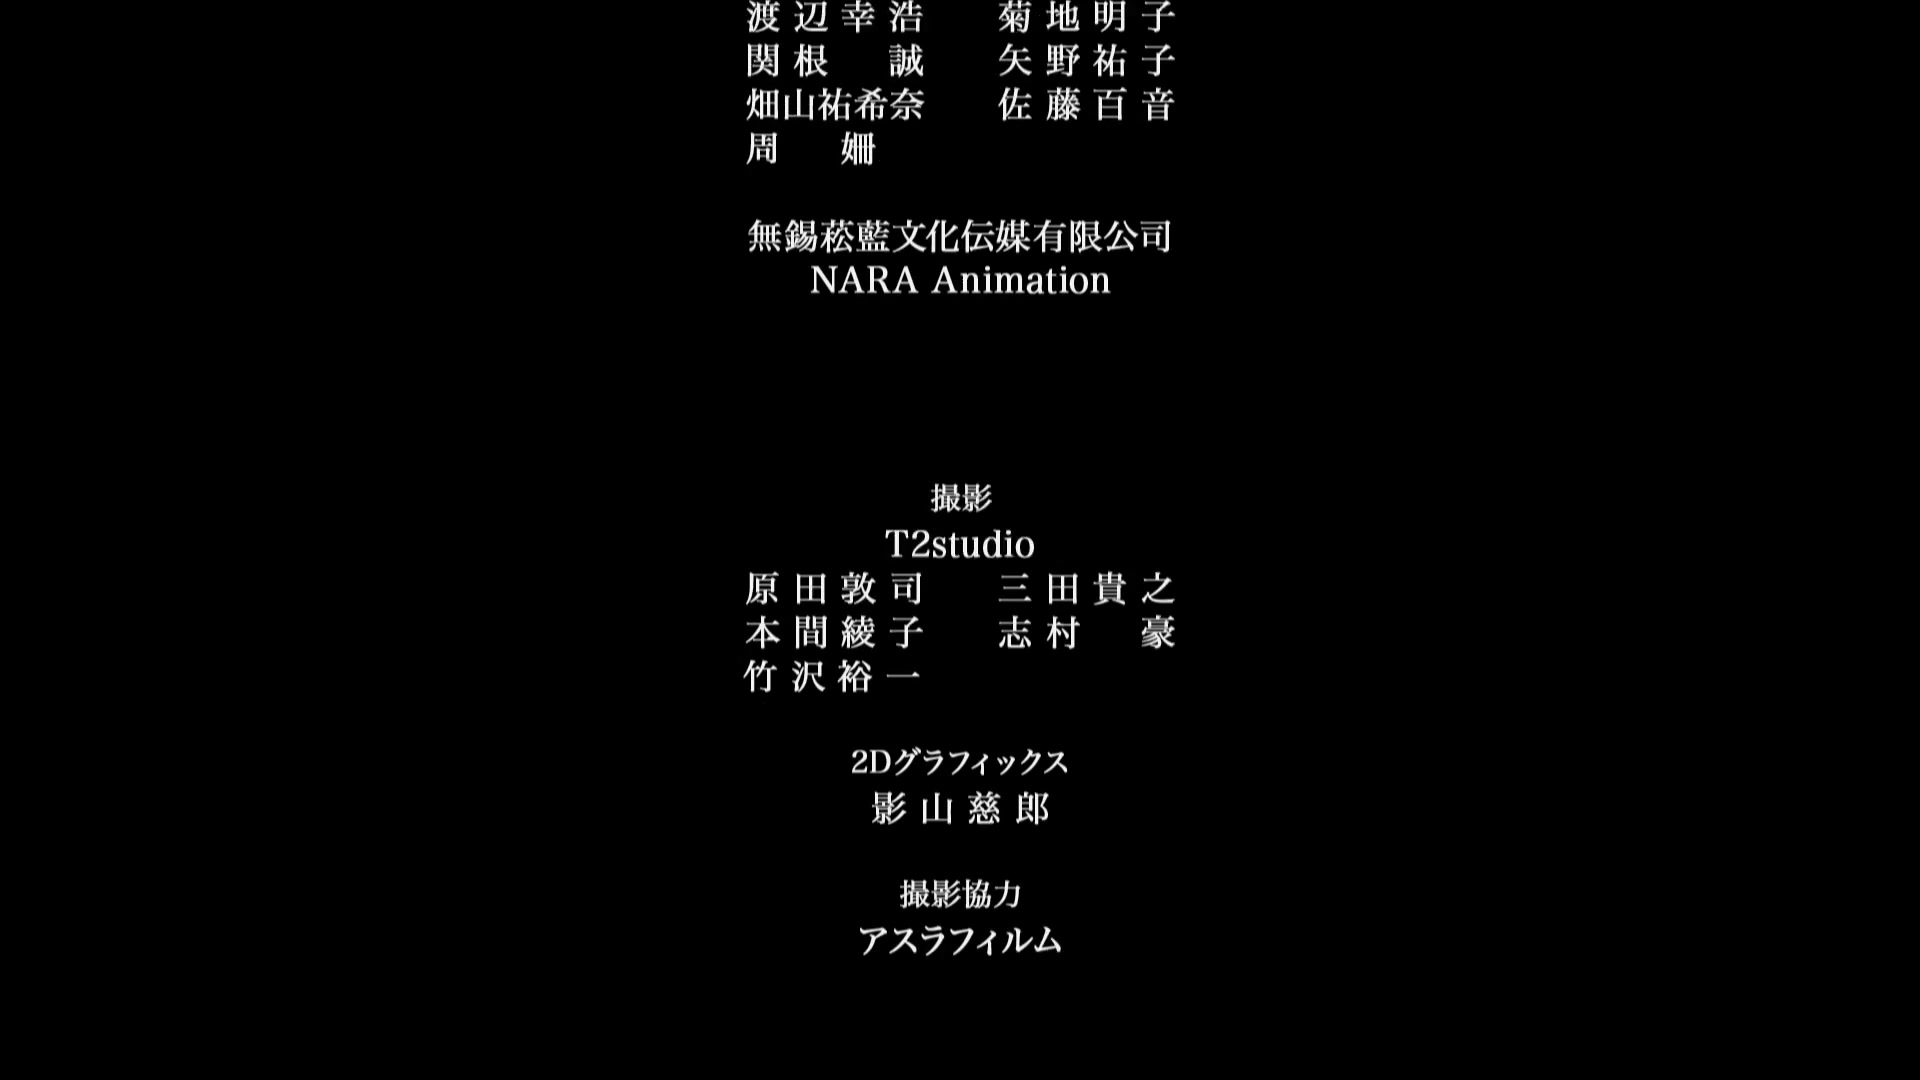 渡辺幸浩　菊地明子
関根　誠　矢野祐子
畑山祐希奈　佐藤百音
周　姗
無錫菘藍文化伝媒有限公司
NARA Animation
撮影
T2studio
原田敦司　三田貴之
本間綾子　志村　豪
竹沢裕一
2Dグラフィックス
影山慈郎
撮影協力
アスラフィルム